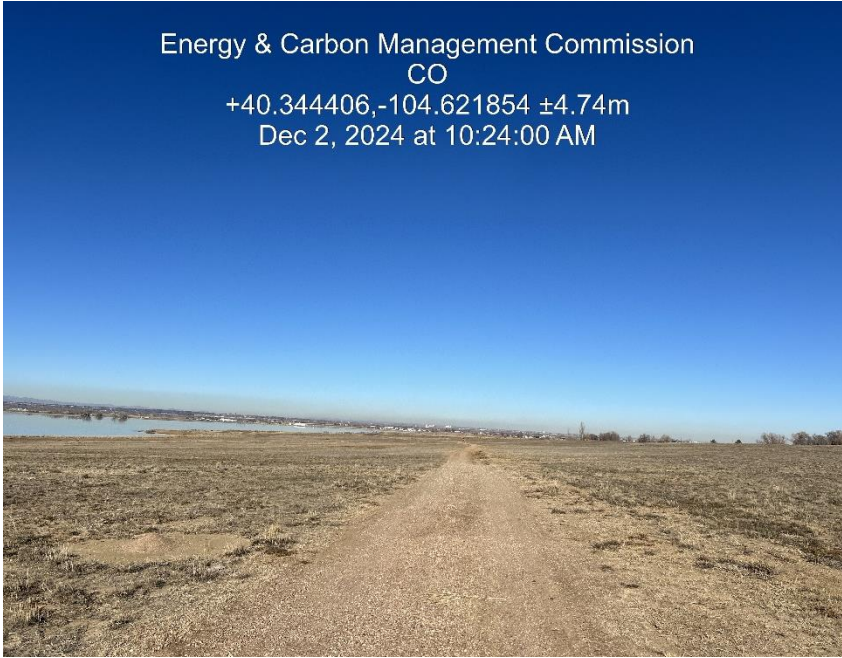 Energy & Carbon Management Commission
CO
+40.344406,-104.621854 ±4.74m
Dec 2, 2024 at 10:24:00 AM